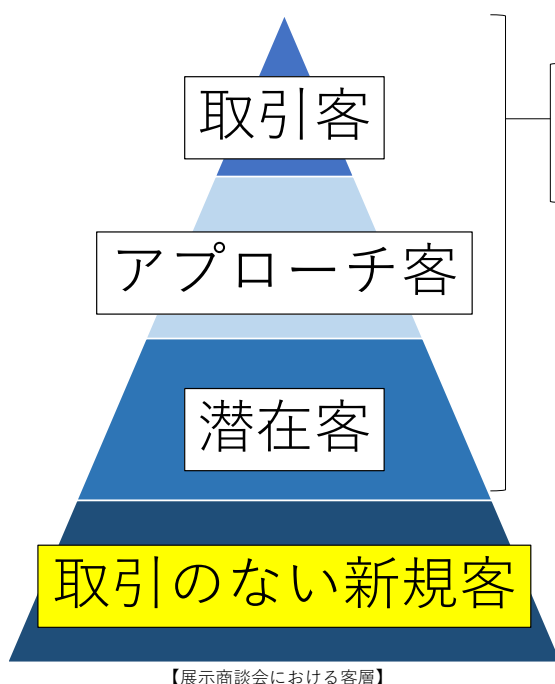 取引客
アプローチ客
潜在客
取引のない新規客
【展示商談会における客層】